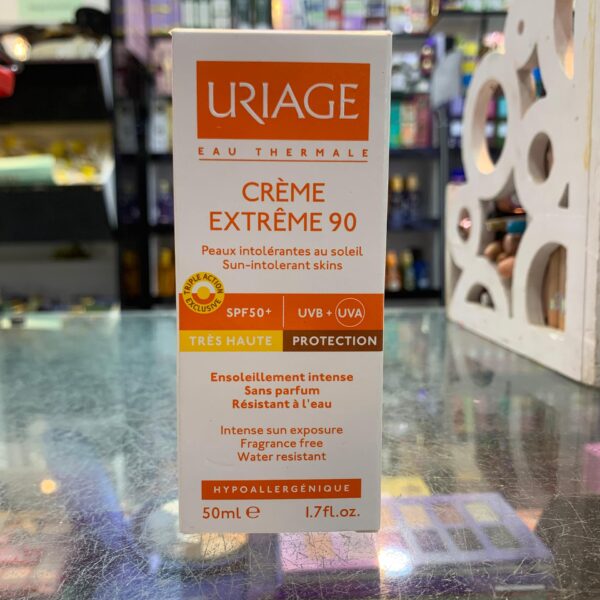 URIAGE
EAU THERMALE
CRÈME
EXTRÊME 90
Peaux intolérantes au soleil
Sun-intolerant skins
TRIPLE ACTION
EXCLUSIVE
SPF50+ UVB + UVA
TRÈS HAUTE PROTECTION
Ensoleillement intense
Sans parfum
Résistant à l'eau
Intense sun exposure
Fragrance free
Water resistant
HYPOALLERGÉNIQUE
50ml ℮ 1.7fl.oz.